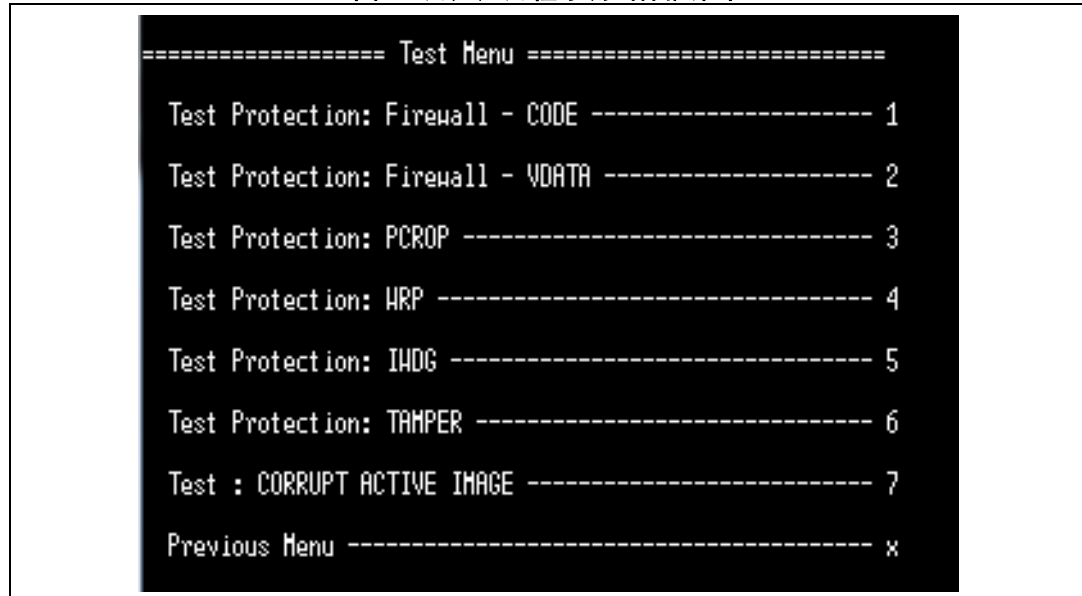 =================== Test Menu ============================
Test Protection: Firewall - CODE ---------------------- 1
Test Protection: Firewall - VDATA --------------------- 2
Test Protection: PCROP -------------------------------- 3
Test Protection: WRP ---------------------------------- 4
Test Protection: IWDG --------------------------------- 5
Test Protection: TAMPER ------------------------------- 6
Test : CORRUPT ACTIVE IMAGE --------------------------- 7
Previous Menu ----------------------------------------- x